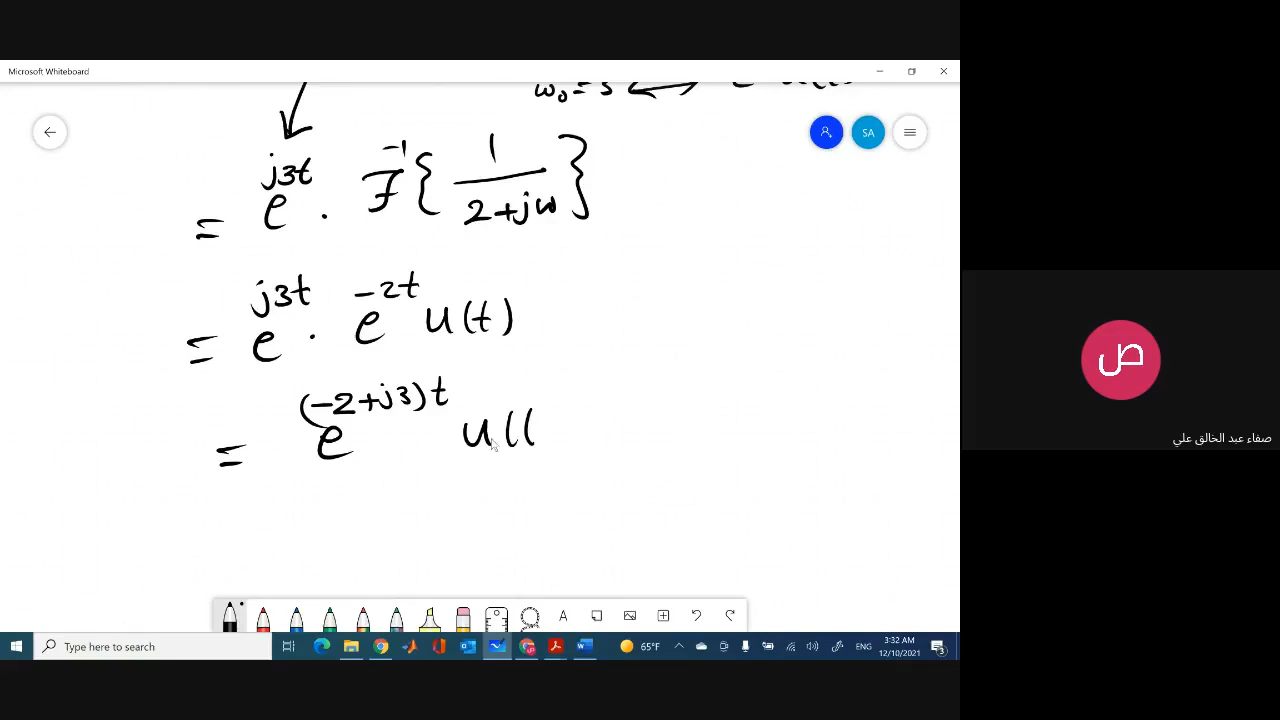 Microsoft Whiteboard
ω₀=3 ⟷
SA
= e^{j3t} · F^{-1}{ 1/(2+jω) }
= e^{j3t} · e^{-2t} u(t)
= e^{(-2+j3)t} u((
صفاء عبد الخالق علي
ص
A
Type here to search
65°F
ENG
3:32 AM
12/10/2021
3